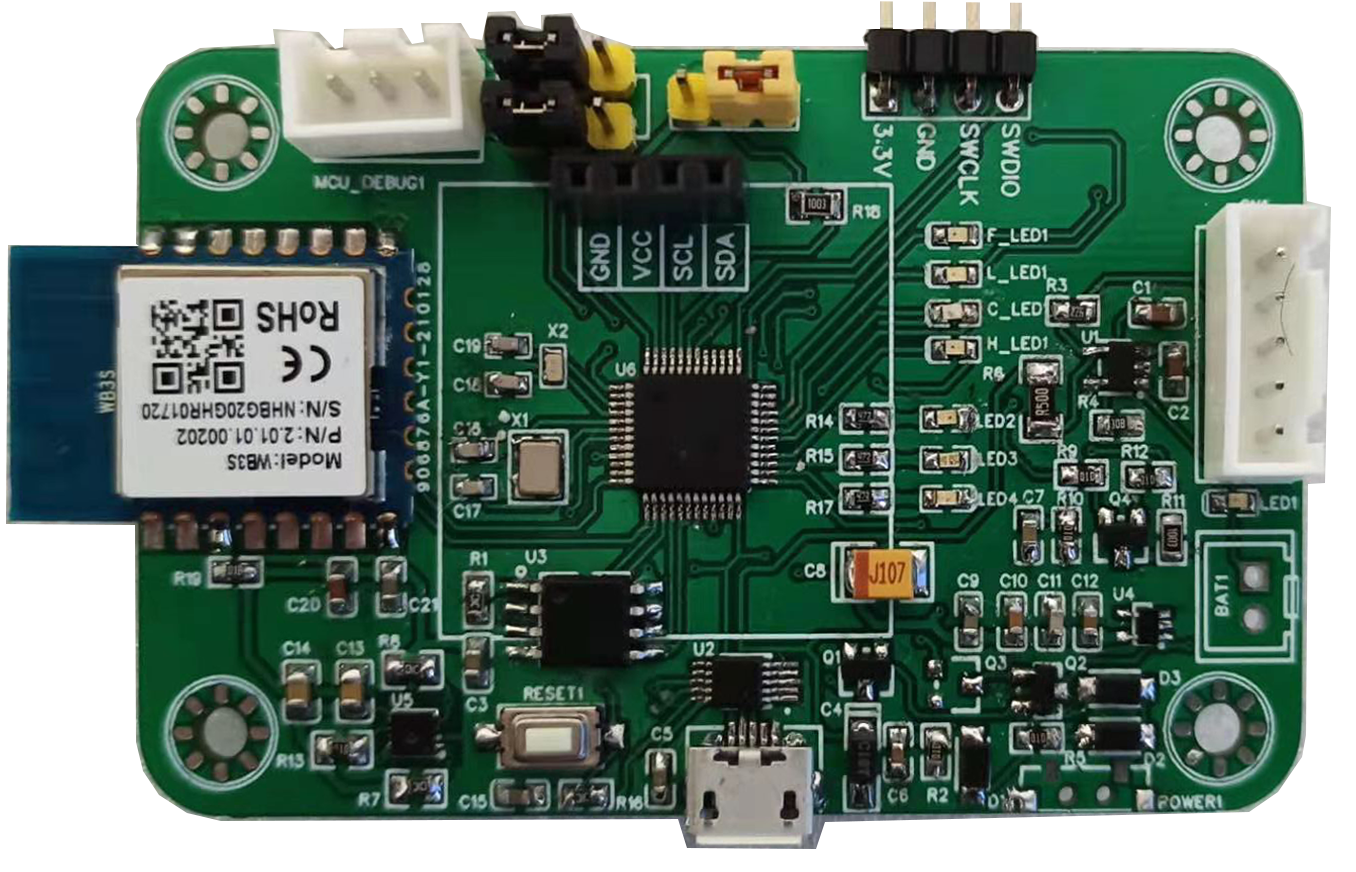 MCU_DEBUG1
3.3V
GND
SWCLK
SWDIO
1003
R18
GND
VCC
SCL
SDA
F_LED1
L_LED1
C_LED1
H_LED1
R3
C1
U1
C2
R4
R500
WB3S
RoHS
CE
S/N: NHBG20GHR01720
P/N: 2.01.01.00202
Model: WB3S
906876A-Y1-210128
C19
X2
X1
C17
U6
R14
R15
R17
LED2
LED3
LED4
R9
R12
C7
R10
Q4
R11
1003
LED1
BAT1
R19
C20
C21
R1
U3
C8
J107
C9
C10
C11
C12
U4
C14
C13
U5
R13
R7
C3
RESET1
C15
R16
C5
U2
Q1
C4
C6
R2
Q3
Q2
D3
D2
R5
POWER1